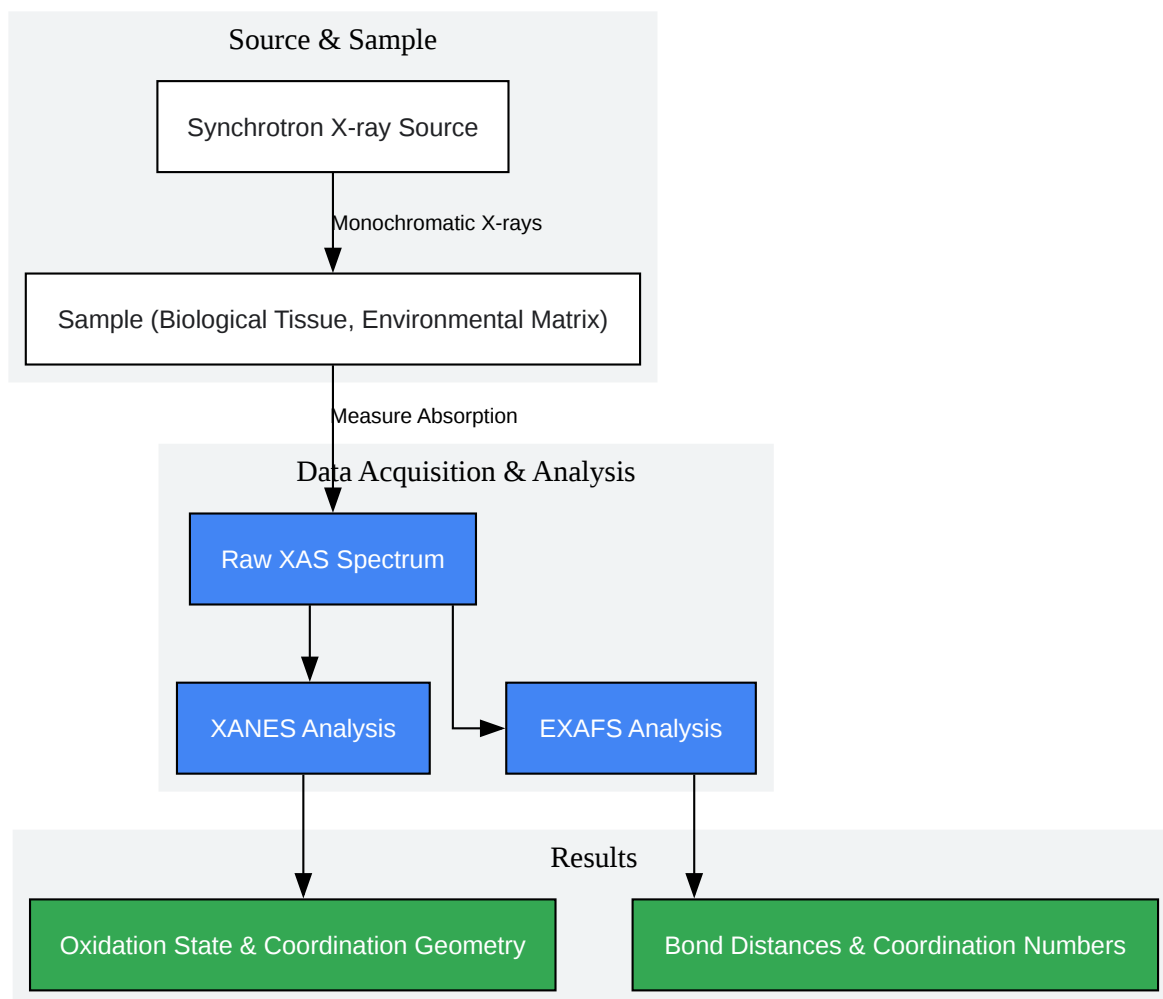 Source & Sample
Synchrotron X-ray Source
Monochromatic X-rays
Sample (Biological Tissue, Environmental Matrix)
Measure Absorption
Data Acquisition & Analysis
Raw XAS Spectrum
XANES Analysis
EXAFS Analysis
Results
Oxidation State & Coordination Geometry
Bond Distances & Coordination Numbers